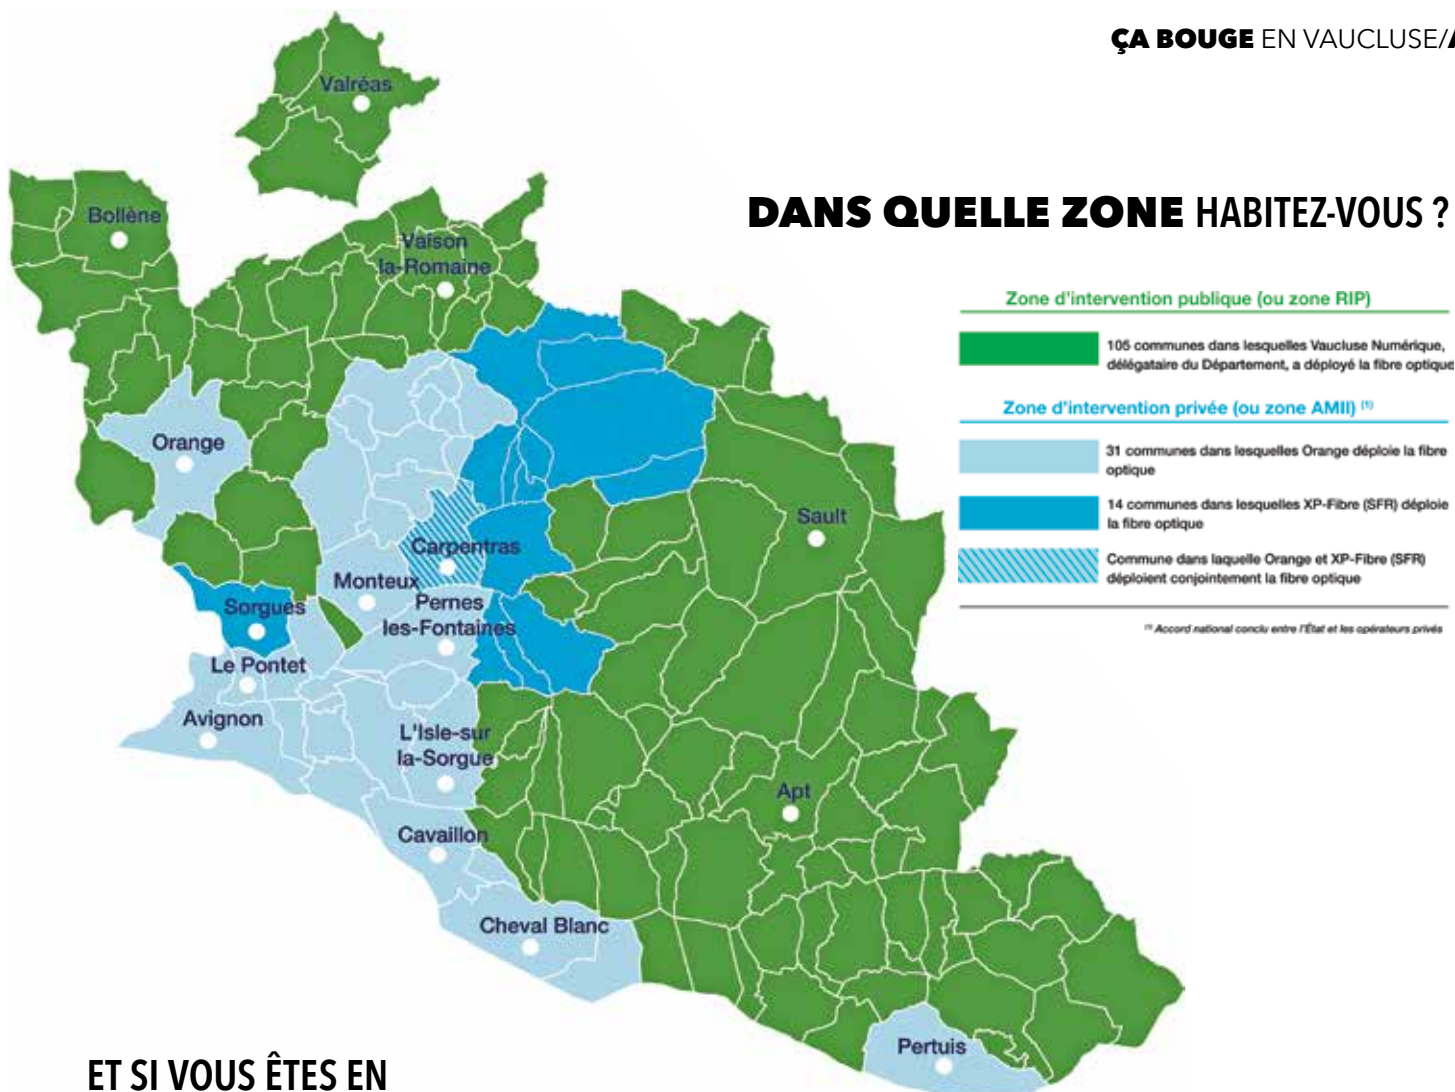 ÇA BOUGE EN VAUCLUSE/
DANS QUELLE ZONE HABITEZ-VOUS ?
Zone d'intervention publique (ou zone RIP)
105 communes dans lesquelles Vaucluse Numérique,
délégataire du Département, a déployé la fibre optique
Zone d'intervention privée (ou zone AMII) (1)
31 communes dans lesquelles Orange déploie la fibre
optique
14 communes dans lesquelles XP-Fibre (SFR) déploie
la fibre optique
Commune dans laquelle Orange et XP-Fibre (SFR)
déploient conjointement la fibre optique
(1) Accord national conclu entre l'État et les opérateurs privés
Valréas
Bollène
Vaison
la-Romaine
Orange
Sault
Carpentras
Monteux
Pernes
les-Fontaines
Sorgues
Le Pontet
Avignon
L'Isle-sur
la-Sorgue
Apt
Cavaillon
Cheval Blanc
Pertuis
ET SI VOUS ÊTES EN